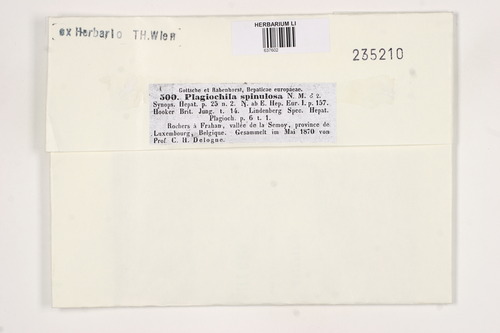 ex Herbario TH.Wien
HERBARIUM LI
235210
Gottsche et Rabenhorst, Hepaticae europaeae.
500. Plagiochila spinulosa N. M.
Synops. Hepat. p. 25 n. 2. N. ab E. Hep. Eur. I. p. 157.
Hooker Brit. Jung. t. 14. Lindenberg Spec. Hepat.
Plagioch. p. 6 t. 1.
Rochers à Frahan, vallée de la Semoy, province de
Luxembourg, Belgique. Gesammelt im Mai 1870 von
Prof. C. H. Delogne.